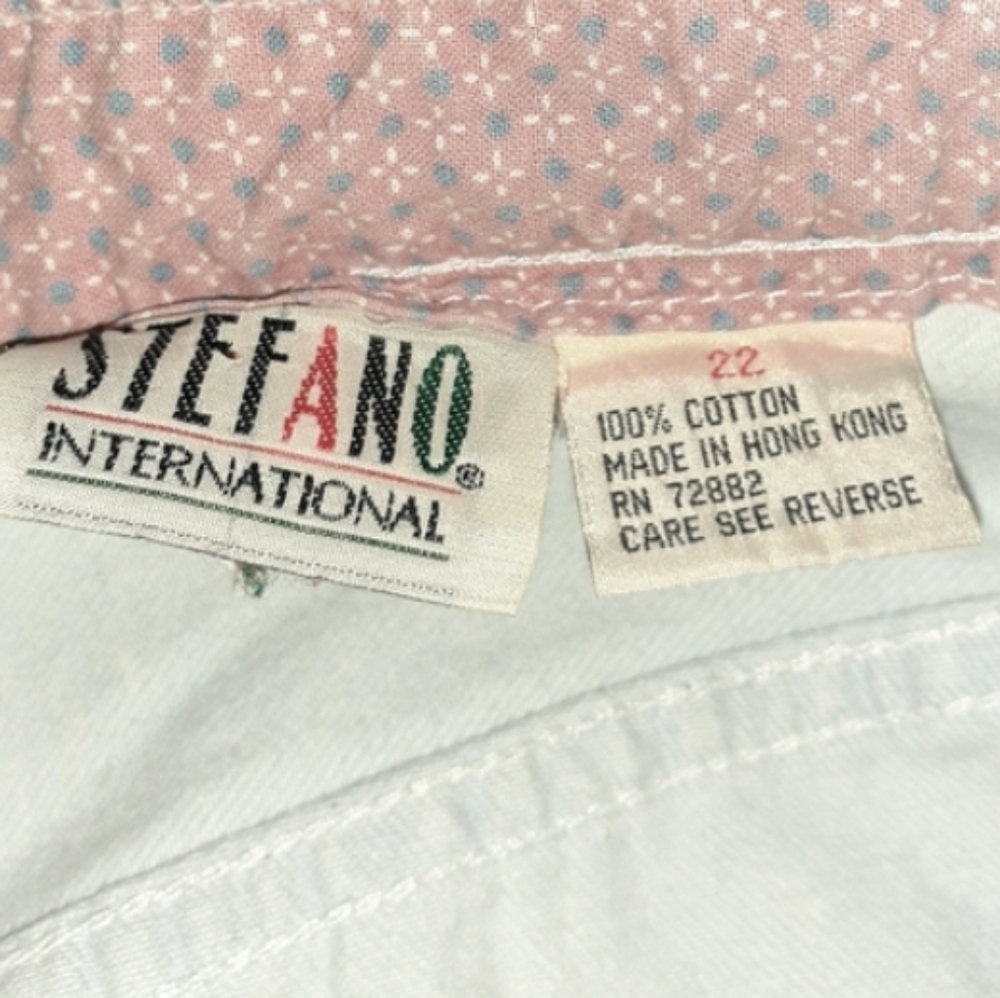 STEFANO®
INTERNATIONAL
22
100% COTTON
MADE IN HONG KONG
RN 72882
CARE SEE REVERSE